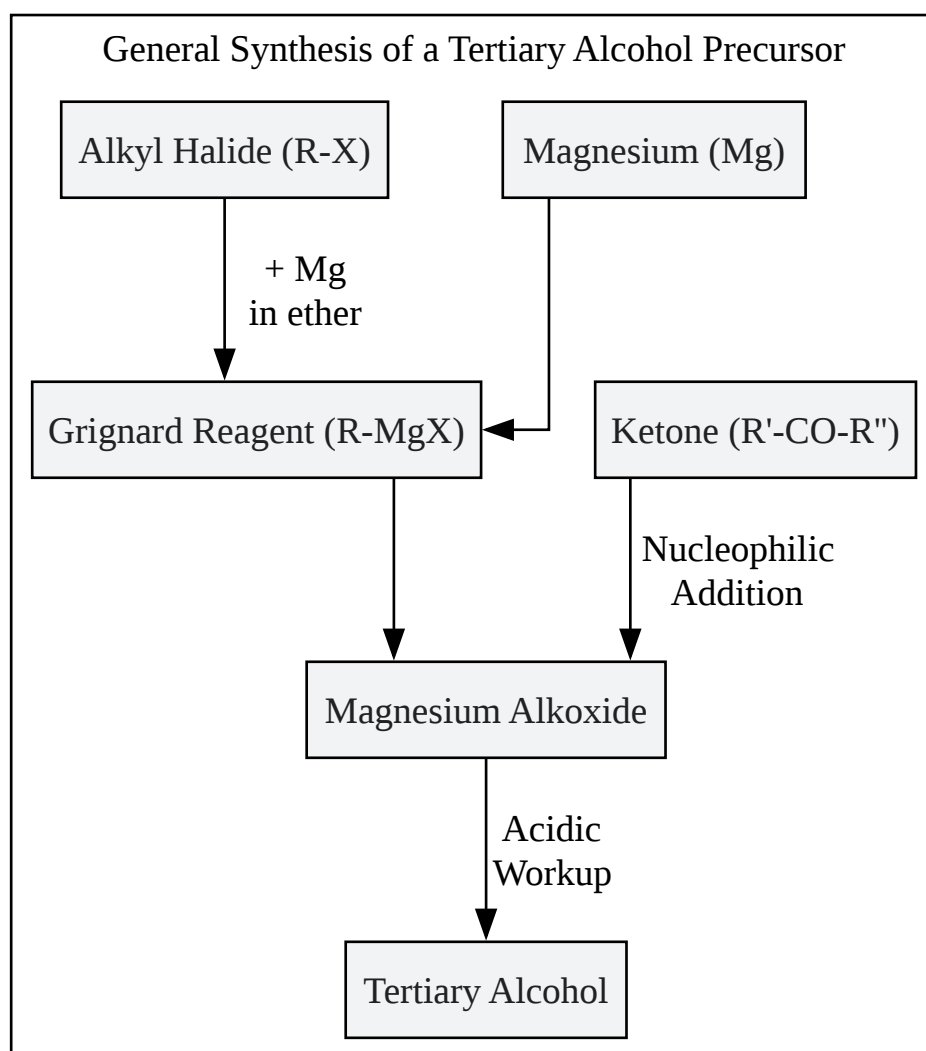 General Synthesis of a Tertiary Alcohol Precursor
Alkyl Halide (R-X)
Magnesium (Mg)
+ Mg
in ether
Grignard Reagent (R-MgX)
Ketone (R'-CO-R")
Nucleophilic
Addition
Magnesium Alkoxide
Acidic
Workup
Tertiary Alcohol